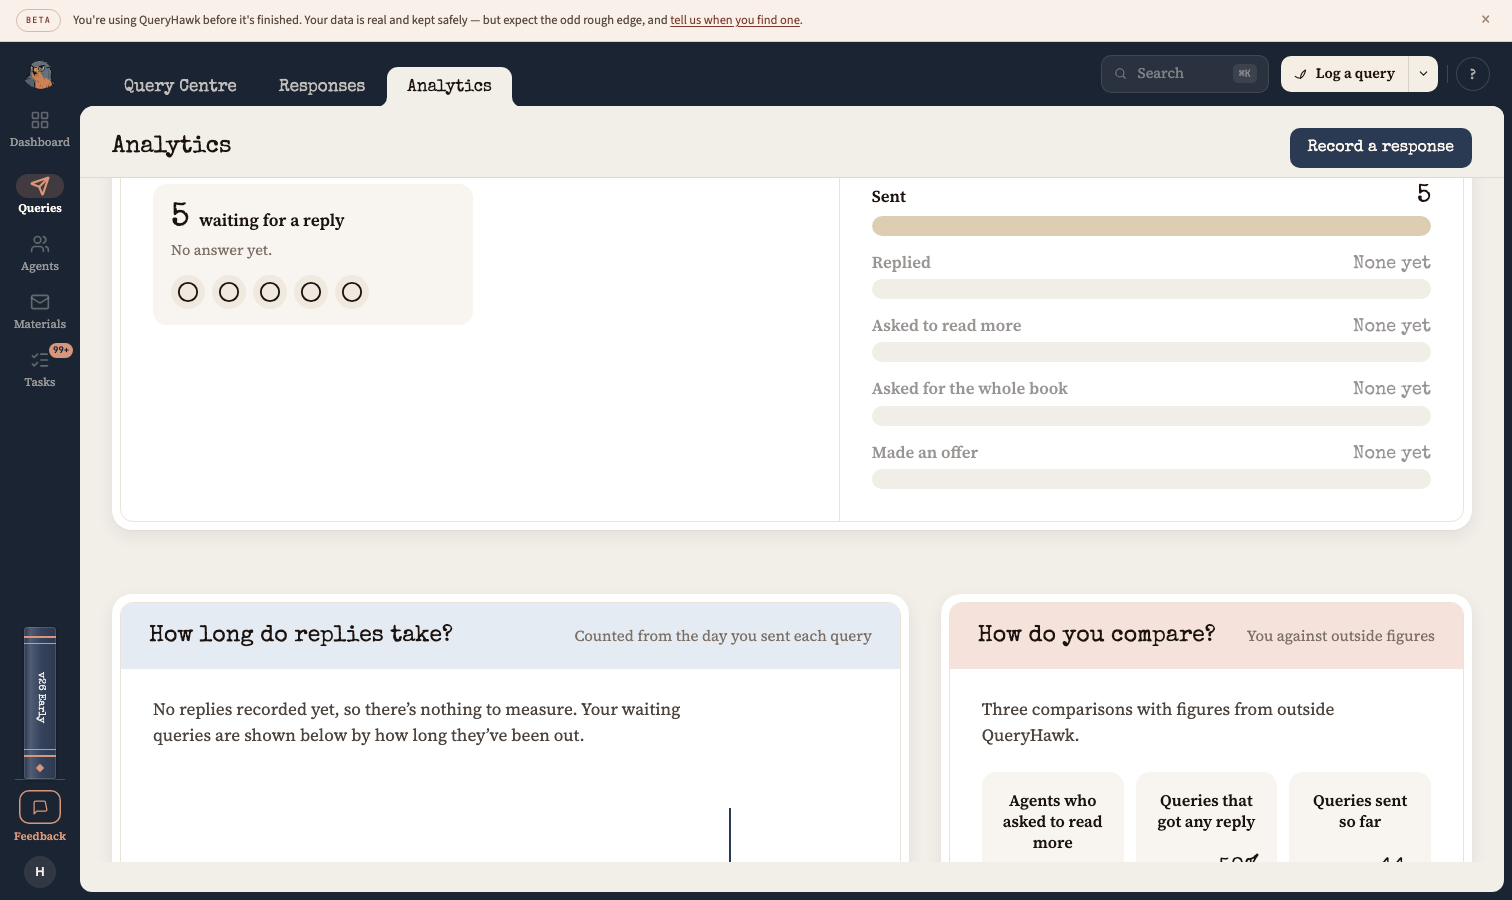 BETA
You're using QueryHawk before it's finished. Your data is real and kept safely — but expect the odd rough edge, and tell us when you find one.
×
Query Centre
Responses
Analytics
Search
⌘K
Log a query
?
Dashboard
Queries
Agents
Materials
99+
Tasks
v26 Early
Feedback
H
Analytics
Record a response
5 waiting for a reply
No answer yet.
Sent
5
Replied
None yet
Asked to read more
None yet
Asked for the whole book
None yet
Made an offer
None yet
How long do replies take?
Counted from the day you sent each query
No replies recorded yet, so there’s nothing to measure. Your waiting
queries are shown below by how long they’ve been out.
How do you compare?
You against outside figures
Three comparisons with figures from outside
QueryHawk.
Agents who
asked to read
more
Queries that
got any reply
Queries sent
so far